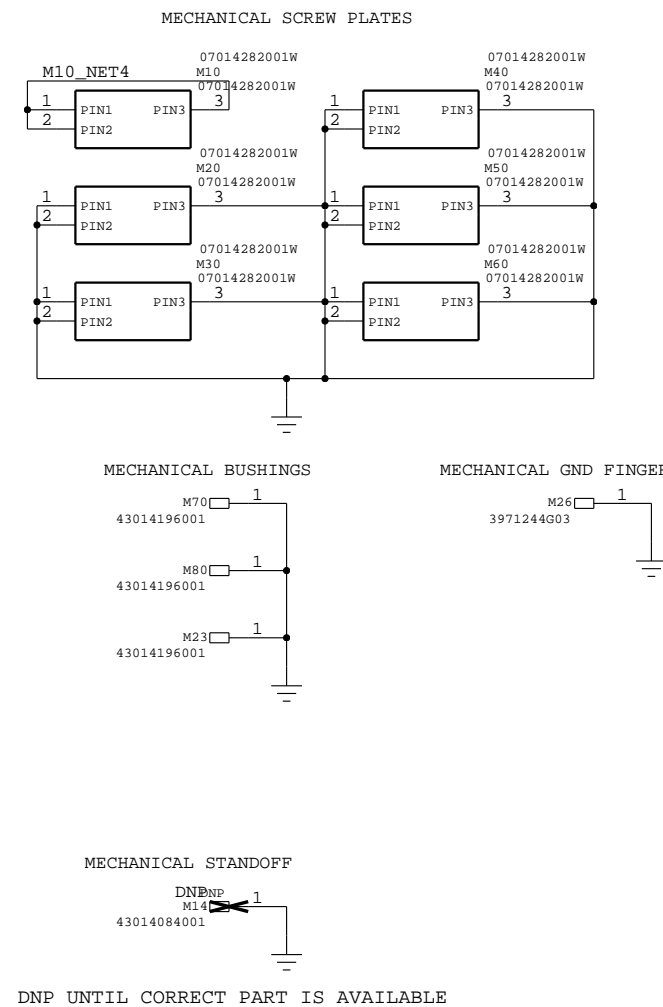 MECHANICAL SCREW PLATES
07014282001W
M10_NET4
M10
07014282001W
1
PIN1
PIN3
3
2
PIN2
07014282001W
M40
07014282001W
1
PIN1
PIN3
3
2
PIN2
07014282001W
M20
07014282001W
1
PIN1
PIN3
3
2
PIN2
07014282001W
M50
07014282001W
1
PIN1
PIN3
3
2
PIN2
07014282001W
M30
07014282001W
1
PIN1
PIN3
3
2
PIN2
07014282001W
M60
07014282001W
1
PIN1
PIN3
3
2
PIN2
MECHANICAL BUSHINGS
M70
1
43014196001
M80
1
43014196001
M23
1
43014196001
MECHANICAL GND FINGER
M26
1
3971244G03
MECHANICAL STANDOFF
DNP
DNP
M14
1
43014084001
DNP UNTIL CORRECT PART IS AVAILABLE